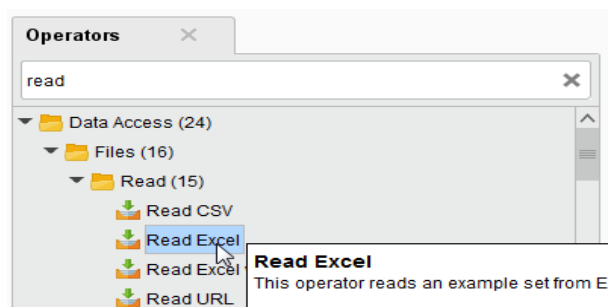 Operators
read
Data Access (24)
Files (16)
Read (15)
Read CSV
Read Excel
Read Excel
Read URL
Read Excel
This operator reads an example set from E